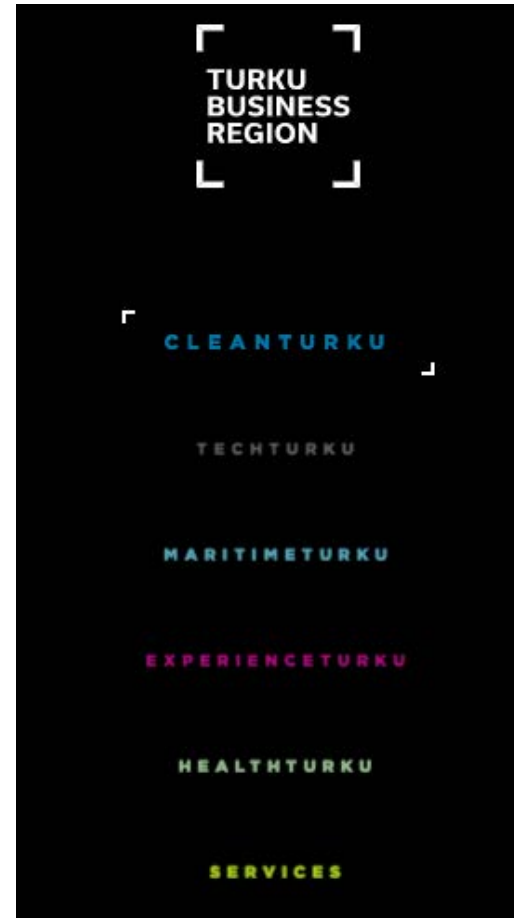 TURKU
BUSINESS
REGION
CLEANTURKU
TECHTURKU
MARITIMETURKU
EXPERIENCETURKU
HEALTHTURKU
SERVICES